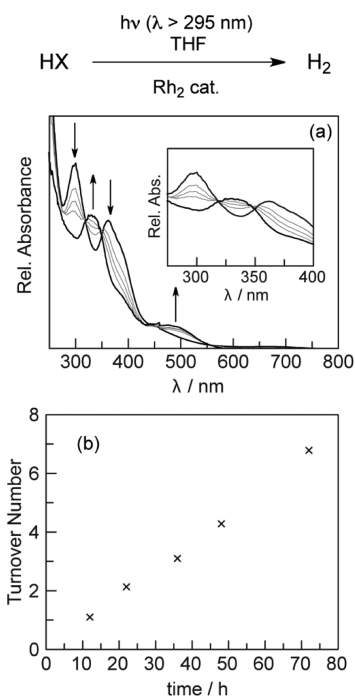 hν (λ > 295 nm)
THF
HX H₂
Rh₂ cat.
(a)
Rel. Absorbance
Rel. Abs.
300 350 400
λ / nm
300 400 500 600 700 800
λ / nm
8
(b)
6
Turnover Number
4
2
0
0 10 20 30 40 50 60 70 80
time / h